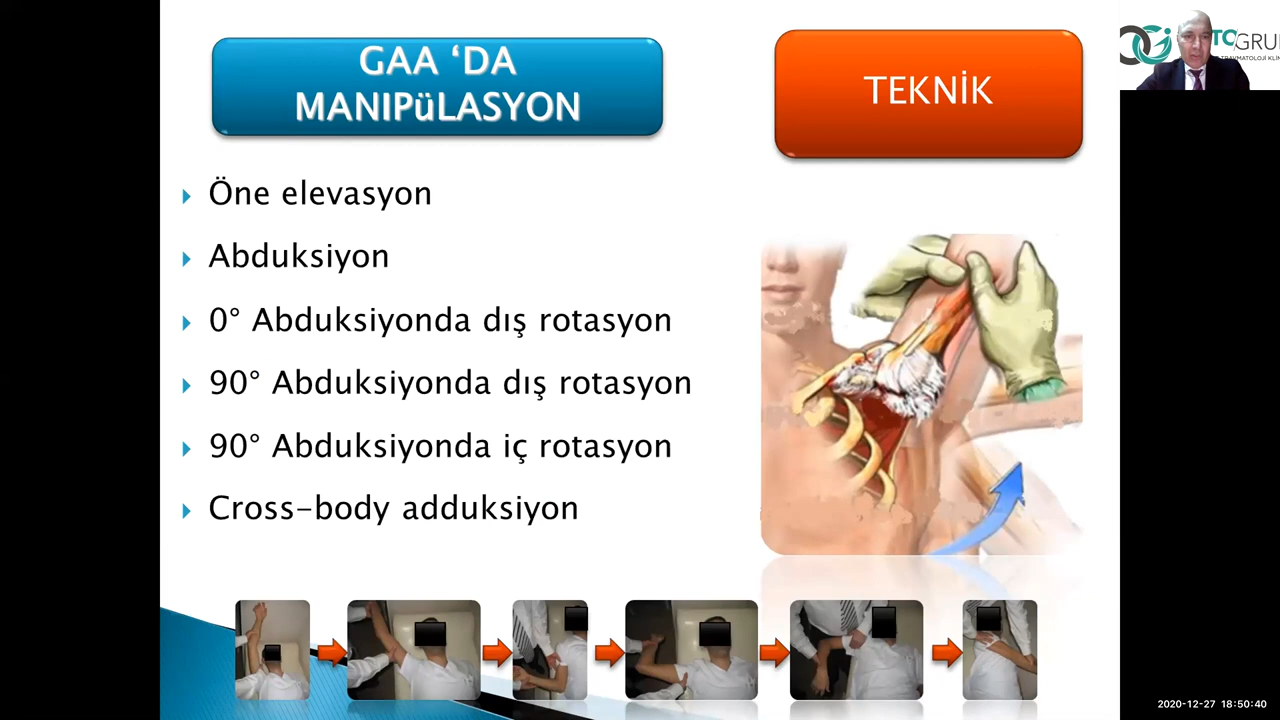 GAA ‘DA
MANIPüLASYON
TEKNİK
Öne elevasyon
Abduksiyon
0° Abduksiyonda dış rotasyon
90° Abduksiyonda dış rotasyon
90° Abduksiyonda iç rotasyon
Cross-body adduksiyon
2020-12-27 18:50:40